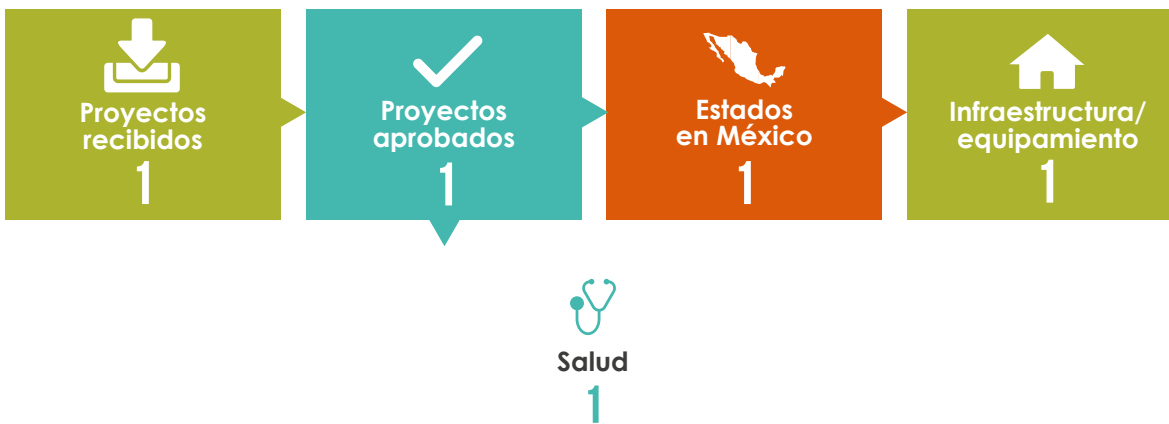 Proyectos
recibidos
1
Proyectos
aprobados
1
Estados
en México
1
Infraestructura/
equipamiento
1
Salud
1